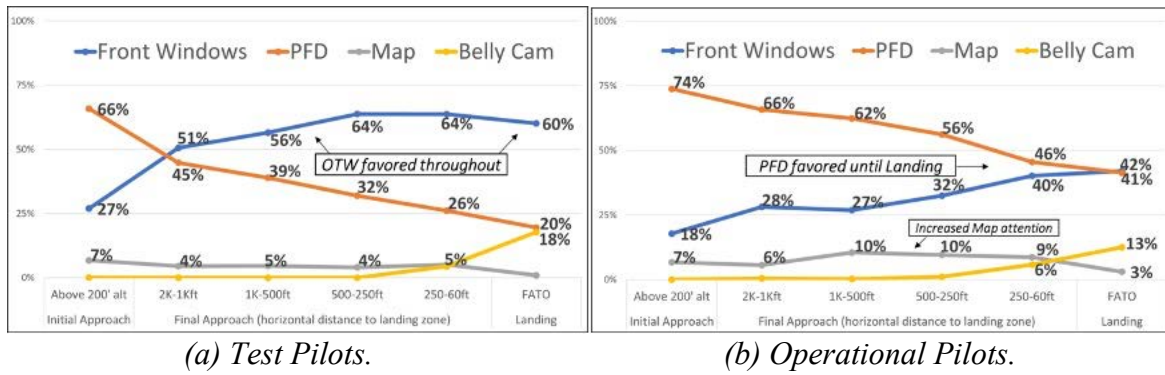 100%
Front Windows PFD Map Belly Cam
75%
66%
64% 64% 60%
51% 56%
50%
OTW favored throughout
45%
39%
32%
27%
26%
25%
20%
18%
7% 4% 5% 4% 5%
0%
Above 200' alt 2K-1Kft 1K-500ft 500-250ft 250-60ft FATO
Initial Approach Final Approach (horizontal distance to landing zone) Landing
(a) Test Pilots.
100%
Front Windows PFD Map Belly Cam
75%
74%
66%
62%
56%
50%
46%
42%
41%
PFD favored until Landing
40%
32%
28% 27%
25%
18%
Increased Map attention
13%
7% 6% 10% 10% 9%
6% 3%
0%
Above 200' alt 2K-1Kft 1K-500ft 500-250ft 250-60ft FATO
Initial Approach Final Approach (horizontal distance to landing zone) Landing
(b) Operational Pilots.